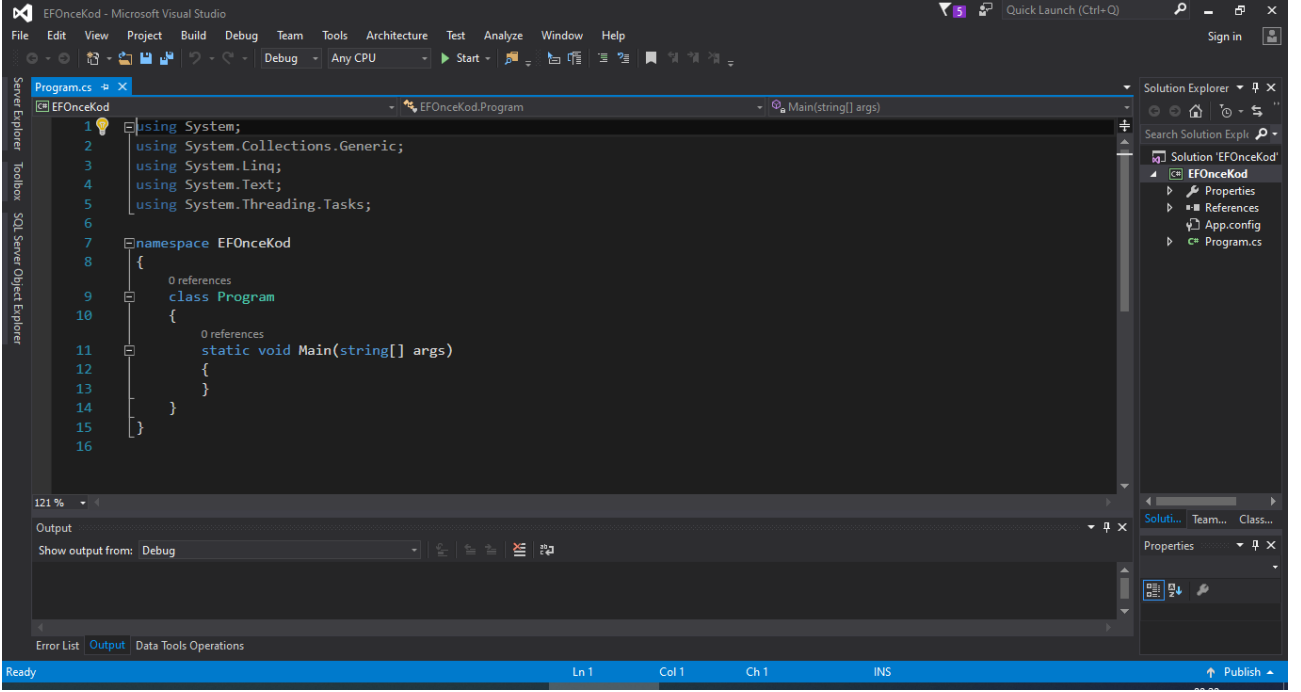 EFOnceKod - Microsoft Visual Studio
5
Quick Launch (Ctrl+Q)
File Edit View Project Build Debug Team Tools Architecture Test Analyze Window Help
Sign in
Debug Any CPU Start
Server Explorer
Toolbox
SQL Server Object Explorer
Program.cs
EFOnceKod EFOnceKod.Program Main(string[] args)
1 using System;
2 using System.Collections.Generic;
3 using System.Linq;
4 using System.Text;
5 using System.Threading.Tasks;
6
7 namespace EFOnceKod
8 {
0 references
9 class Program
10 {
0 references
11 static void Main(string[] args)
12 {
13 }
14 }
15 }
16
121 %
Output
Show output from: Debug
Error List Output Data Tools Operations
Solution Explorer
Search Solution Explo
Solution 'EFOnceKod'
C# EFOnceKod
Properties
References
App.config
C# Program.cs
Soluti... Team... Class...
Properties
Ready Ln 1 Col 1 Ch 1 INS Publish